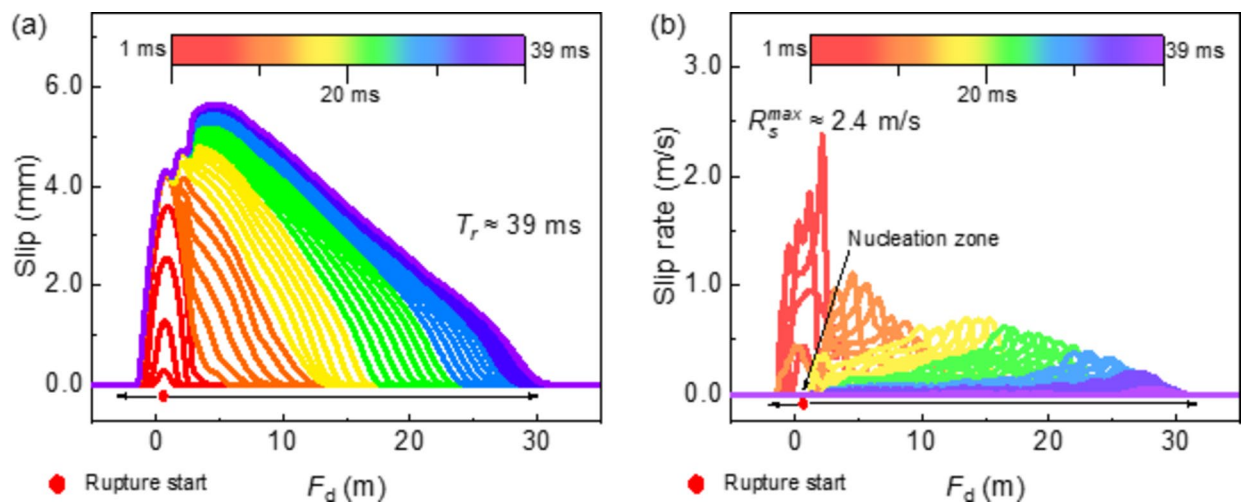 (a)
1 ms
39 ms
20 ms
6.0
4.0
2.0
0.0
Slip (mm)
T_r ≈ 39 ms
0
10
20
30
Rupture start
F_d (m)
(b)
1 ms
39 ms
20 ms
3.0
2.0
1.0
0.0
Slip rate (m/s)
R_s^max ≈ 2.4 m/s
Nucleation zone
0
10
20
30
Rupture start
F_d (m)